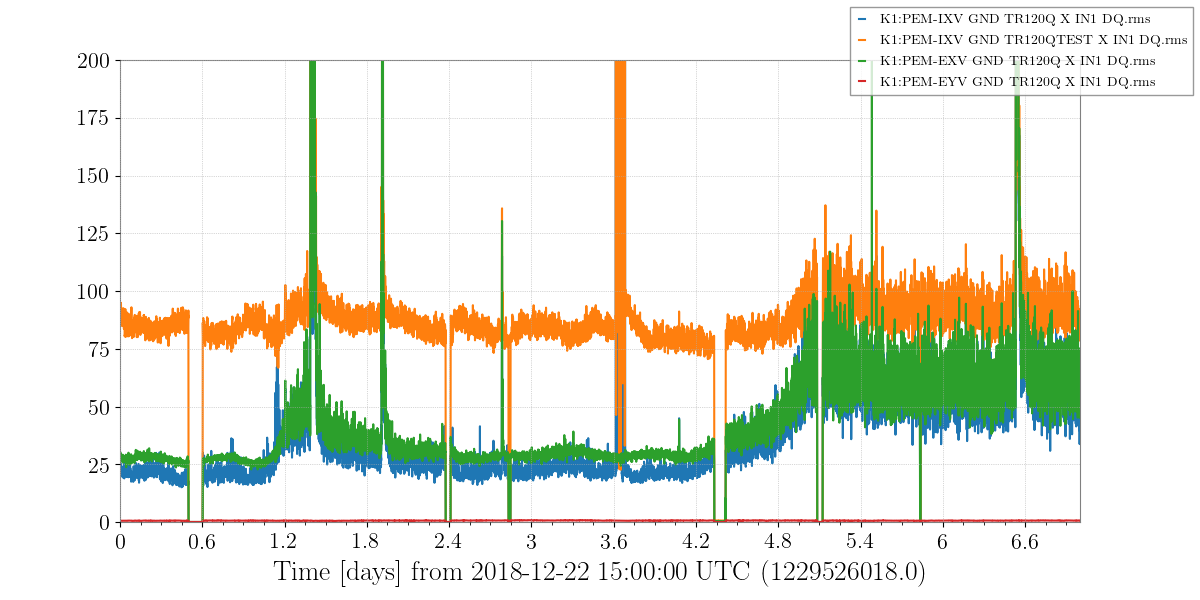 K1:PEM-IXV GND TR120Q X IN1 DQ.rms
K1:PEM-IXV GND TR120QTEST X IN1 DQ.rms
K1:PEM-EXV GND TR120Q X IN1 DQ.rms
K1:PEM-EYV GND TR120Q X IN1 DQ.rms
200
175
150
125
100
75
50
25
0
0 0.6 1.2 1.8 2.4 3 3.6 4.2 4.8 5.4 6 6.6
Time [days] from 2018-12-22 15:00:00 UTC (1229526018.0)